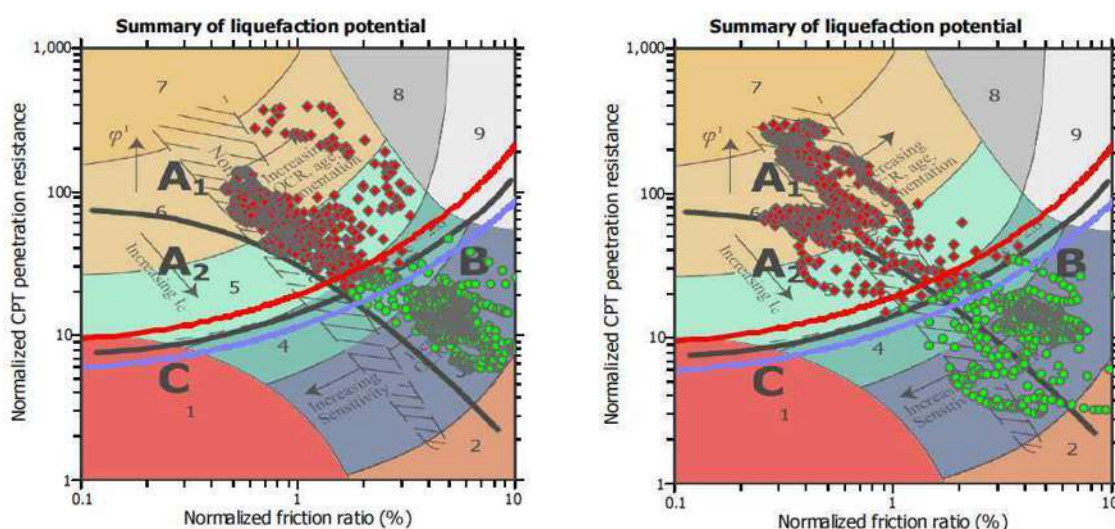 Summary of liquefaction potential
Normalized CPT penetration resistance
1,000
100
10
1
0.1
1
10
Normalized friction ratio (%)
7
8
9
φ'
A1
6
A2
5
4
B
C
1
2
Increasing
OCR, age,
Increasing IC
Increasing
Sensitivity
Summary of liquefaction potential
Normalized CPT penetration resistance
1,000
100
10
1
0.1
1
10
Normalized friction ratio (%)
7
8
9
φ'
A1
6
A2
5
4
B
C
1
2
Increasing IC
Increasing